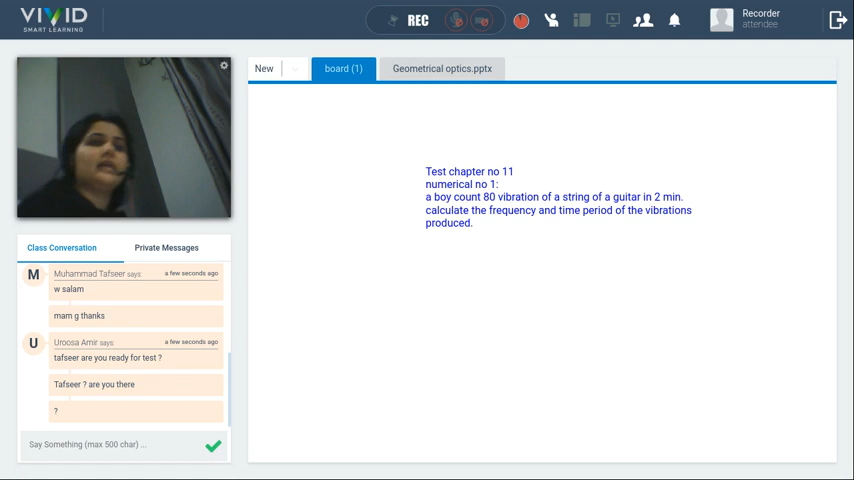 VIVID
SMART LEARNING
REC
Recorder
attendee
New
board (1)
Geometrical optics.pptx
Test chapter no 11
numerical no 1:
a boy count 80 vibration of a string of a guitar in 2 min.
calculate the frequency and time period of the vibrations
produced.
Class Conversation
Private Messages
M
Muhammad Tafseer says:
a few seconds ago
w salam
mam g thanks
U
Uroosa Amir says:
a few seconds ago
tafseer are you ready for test ?
Tafseer ? are you there
?
Say Something (max 500 char) ...